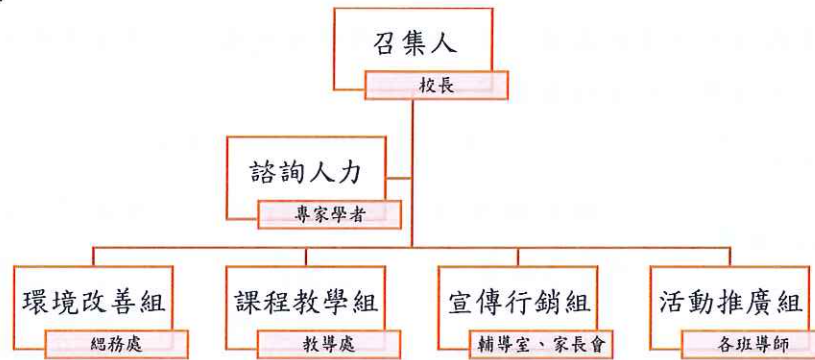 召集人
校長
諮詢人力
專家學者
環境改善組
總務處
課程教學組
教導處
宣傳行銷組
輔導室、家長會
活動推廣組
各班導師